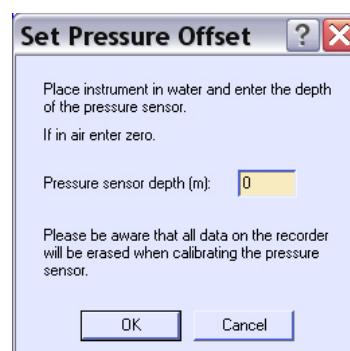 Set Pressure Offset
Place instrument in water and enter the depth
of the pressure sensor.
If in air enter zero.
Pressure sensor depth (m): 0
Please be aware that all data on the recorder
will be erased when calibrating the pressure
sensor.
OK Cancel